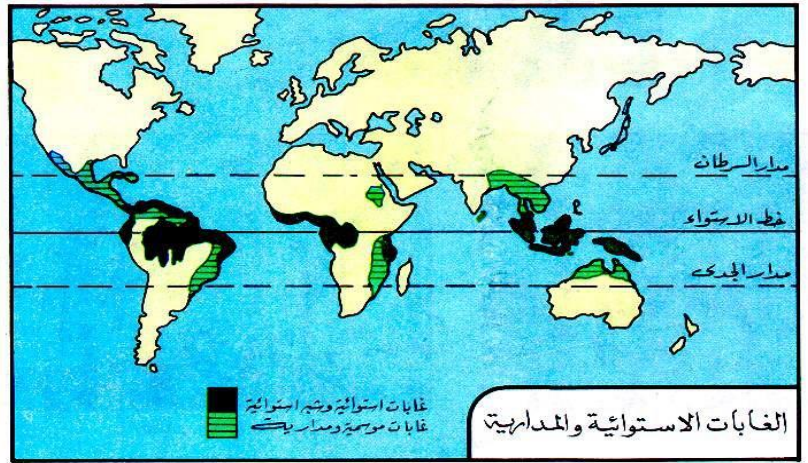 مدار السرطان
خط الاستواء
مدار الجدى
غابات استوائية وشبه استوائية
غابات موسمية ومدارية
الغابات الاستوائية والمدارية